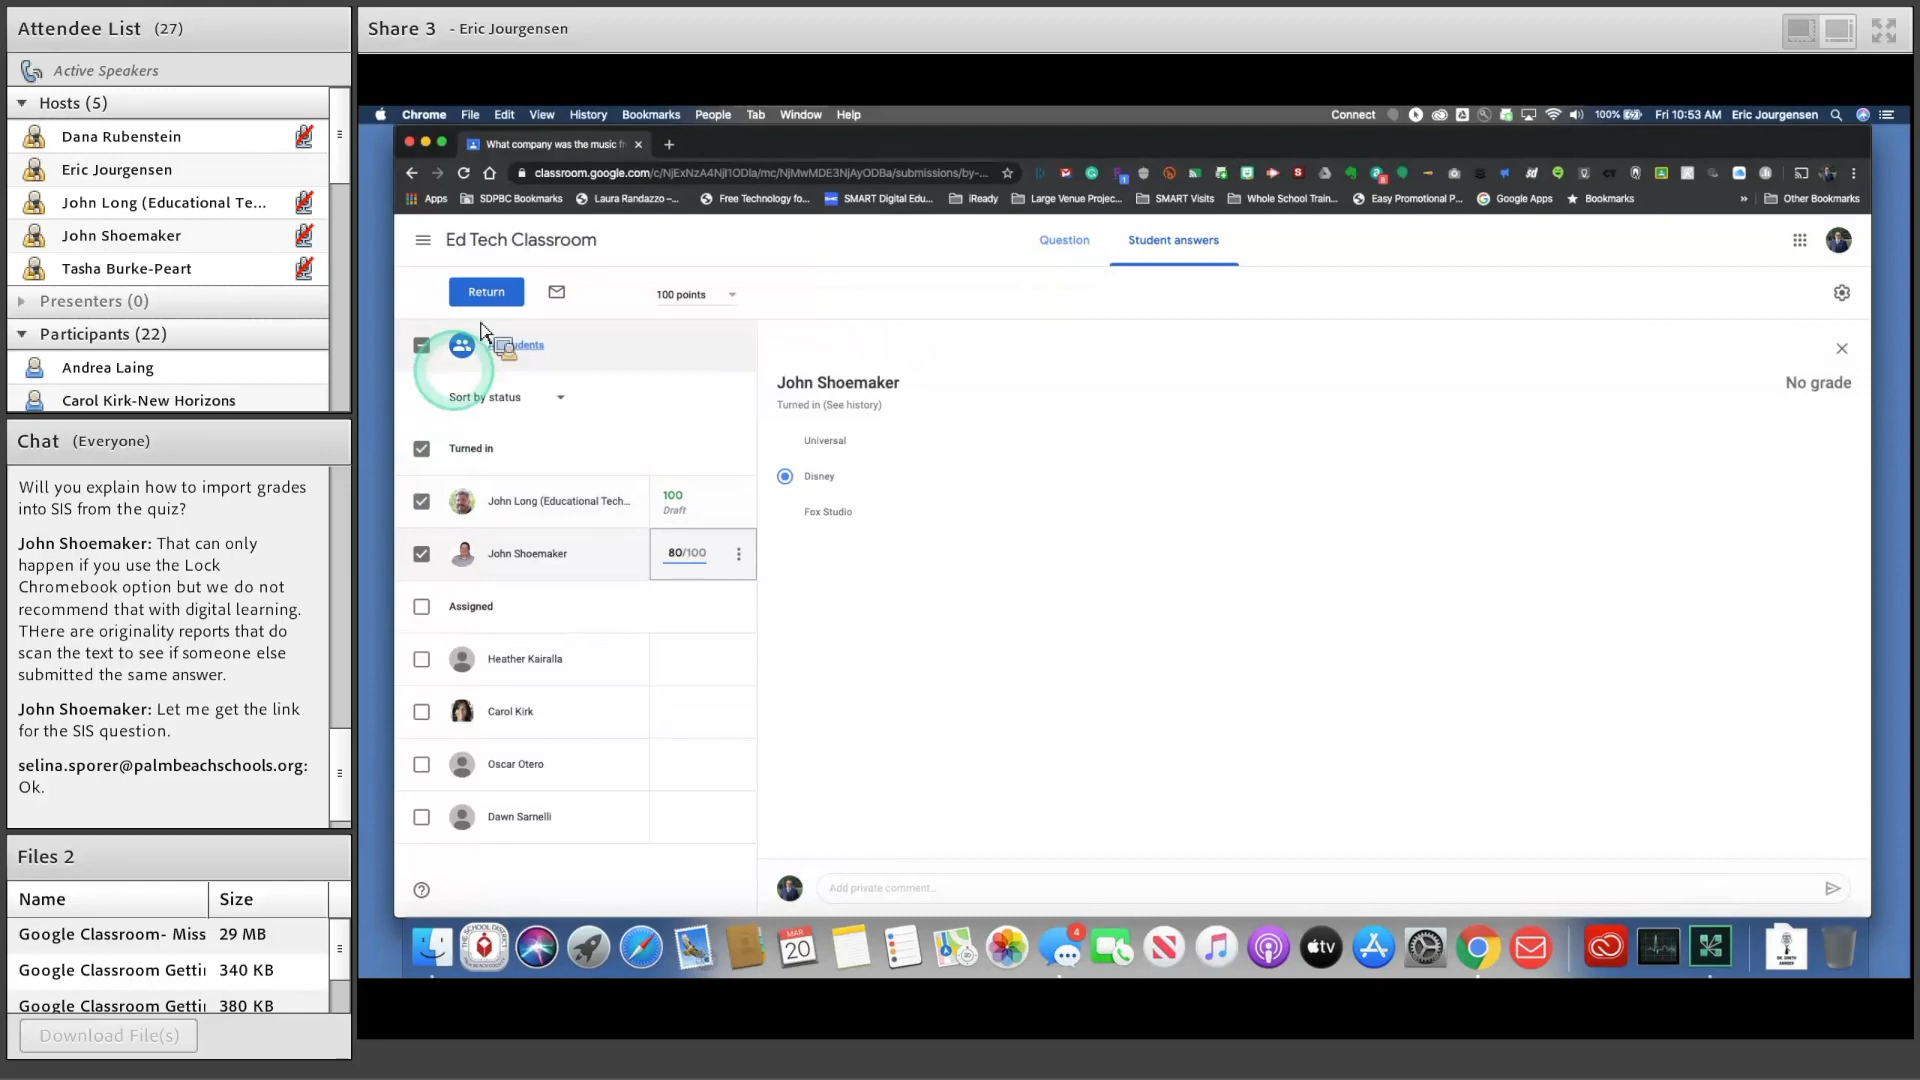 Attendee List (27)
Active Speakers
Hosts (5)
Dana Rubenstein
Eric Jourgensen
John Long (Educational Te...
John Shoemaker
Tasha Burke-Peart
Presenters (0)
Participants (22)
Andrea Laing
Carol Kirk-New Horizons
Chat (Everyone)
Will you explain how to import grades
into SIS from the quiz?
John Shoemaker: That can only
happen if you use the Lock
Chromebook option but we do not
recommend that with digital learning.
THere are originality reports that do
scan the text to see if someone else
submitted the same answer.
John Shoemaker: Let me get the link
for the SIS question.
selina.sporer@palmbeachschools.org:
Ok.
Files 2
Name Size
Google Classroom- Miss 29 MB
Google Classroom Getti 340 KB
Google Classroom Getti 380 KB
Download File(s)
Share 3 - Eric Jourgensen
Chrome File Edit View History Bookmarks People Tab Window Help
Connect 100% Fri 10:53 AM Eric Jourgensen
What company was the music fr
Apps SDPBC Bookmarks Laura Randazzo –... Free Technology fo... SMART Digital Edu... iReady Large Venue Projec... SMART Visits Whole School Train... Easy Promotional P... Google Apps Bookmarks » Other Bookmarks
Ed Tech Classroom
Question Student answers
Return 100 points
udents
Sort by status
Turned in
John Long (Educational Tech... 100
Draft
John Shoemaker 80/100
Assigned
Heather Kairalla
Carol Kirk
Oscar Otero
Dawn Sarnelli
John Shoemaker No grade
Turned in (See history)
Universal
Disney
Fox Studio
Add private comment...
MAR
20
4
tv